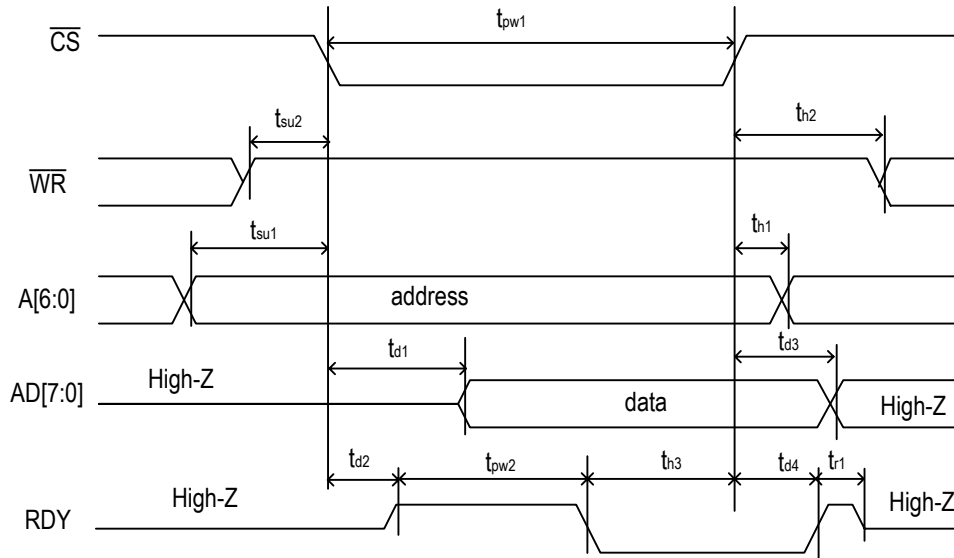 CS tpw1
tsu2 th2
WR
tsu1 th1
A[6:0] address
td1 td3
High-Z
AD[7:0] data High-Z
td2 tpw2 th3 td4 tr1
High-Z High-Z
RDY